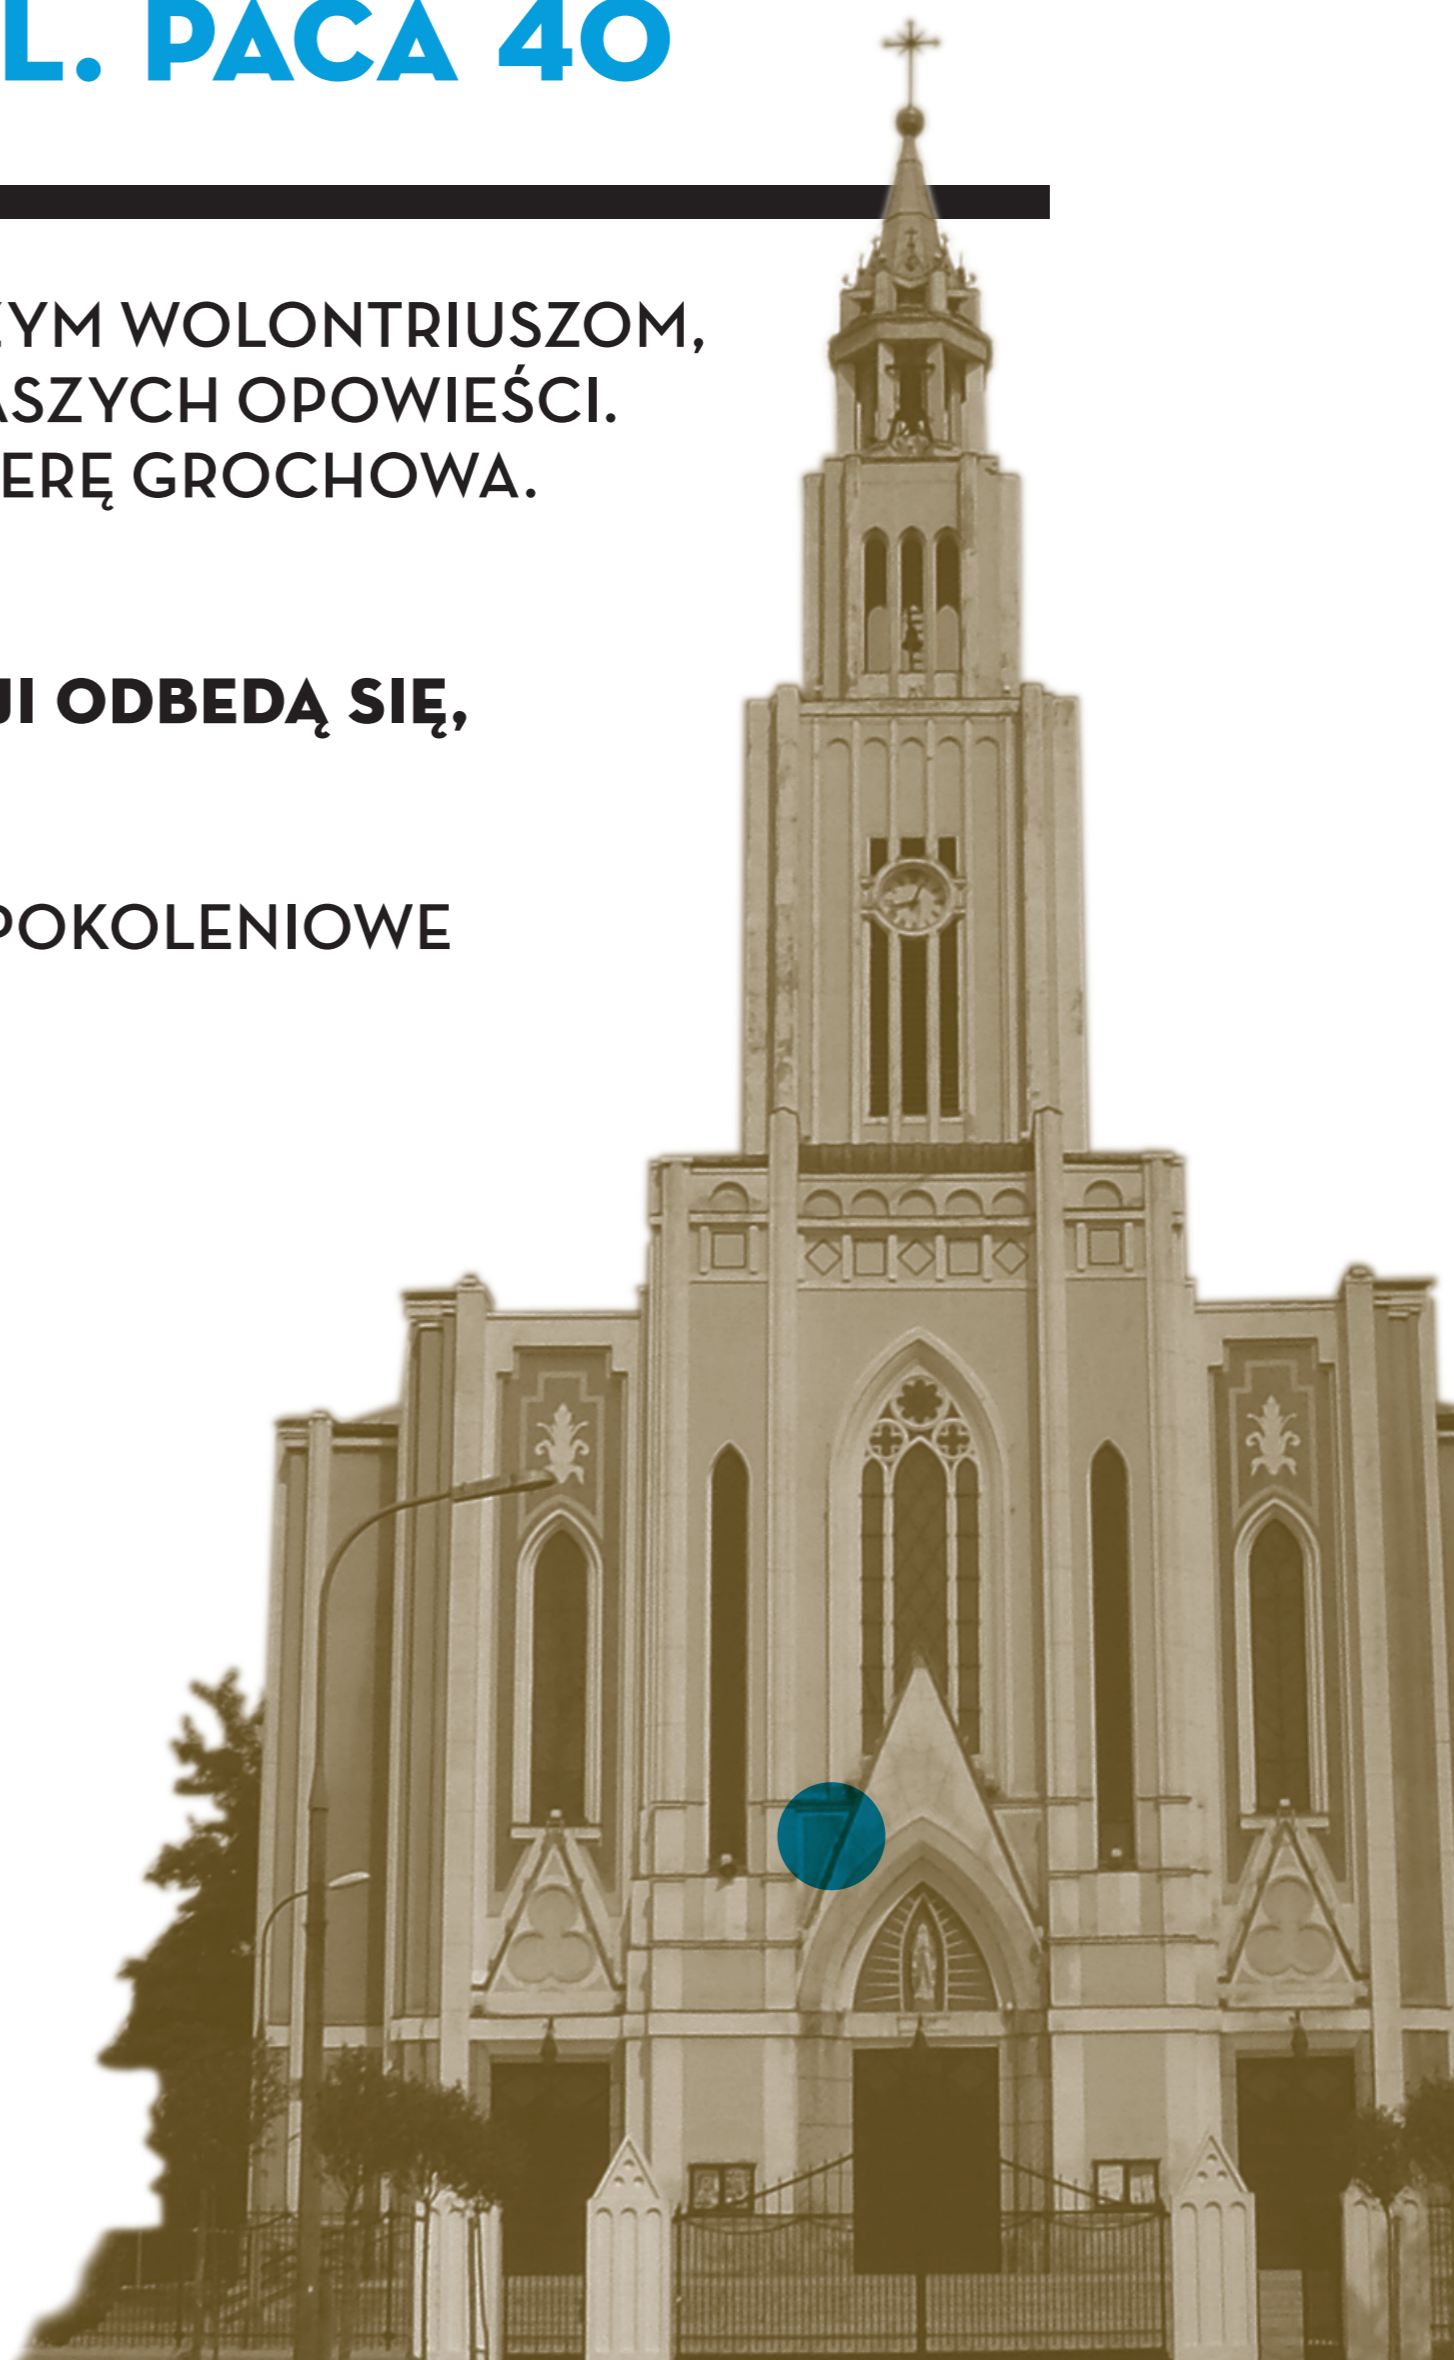 L. PACA 40
YM WOLONTRIUSZOM,
ASZYCH OPOWIEŚCI.
ERĘ GROCHOWA.
JI ODBEDĄ SIĘ,
POKOLENIOWE